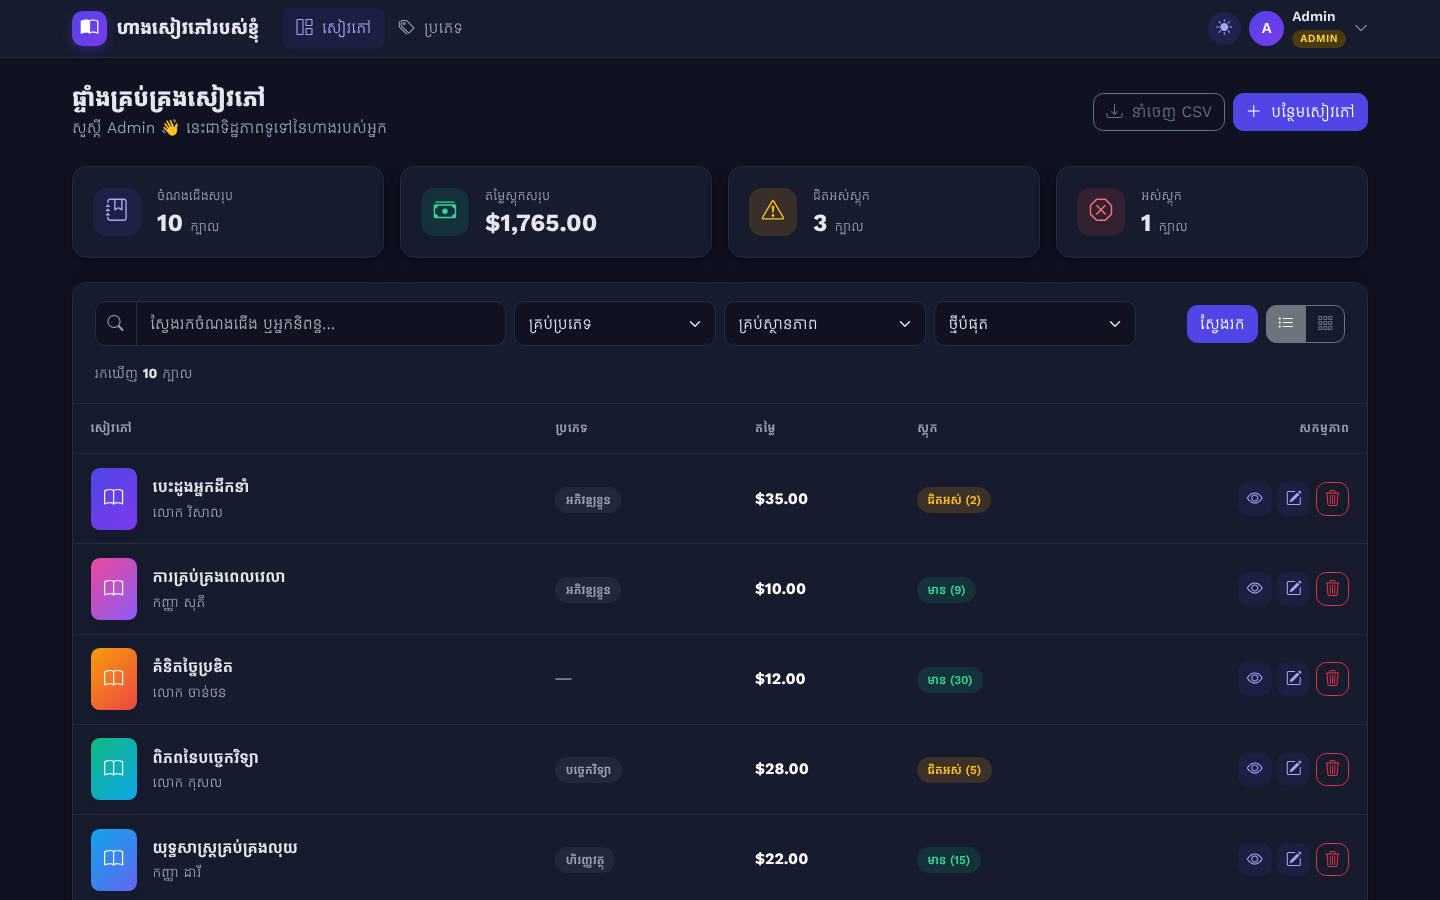 ហាងសៀវភៅរបស់ខ្ញុំ
សៀវភៅ
ប្រភេទ
A
Admin
ADMIN
ផ្ទាំងគ្រប់គ្រងសៀវភៅ
សួស្តី Admin 👋 នេះជាទិដ្ឋភាពទូទៅនៃហាងរបស់អ្នក
នាំចេញ CSV
បន្ថែមសៀវភៅ
ចំណងជើងសរុប
10 ក្បាល
តម្លៃស្តុកសរុប
$1,765.00
ជិតអស់ស្តុក
3 ក្បាល
អស់ស្តុក
1 ក្បាល
ស្វែងរកចំណងជើង ឬអ្នកនិពន្ធ...
គ្រប់ប្រភេទ
គ្រប់ស្ថានភាព
ថ្មីបំផុត
ស្វែងរក
រកឃើញ 10 ក្បាល
សៀវភៅ ប្រភេទ តម្លៃ ស្តុក សកម្មភាព
បេះដូងអ្នកដឹកនាំ
លោក វិសាល
អភិវឌ្ឍខ្លួន
$35.00
ជិតអស់ (2)
ការគ្រប់គ្រងពេលវេលា
កញ្ញា សុភី
អភិវឌ្ឍខ្លួន
$10.00
មាន (9)
គំនិតច្នៃប្រឌិត
លោក ចាន់ថន
—
$12.00
មាន (30)
ពិភពនៃបច្ចេកវិទ្យា
លោក កុសល
បច្ចេកវិទ្យា
$28.00
ជិតអស់ (5)
យុទ្ធសាស្ត្រគ្រប់គ្រងលុយ
កញ្ញា ដាវី
ហិរញ្ញវត្ថុ
$22.00
មាន (15)